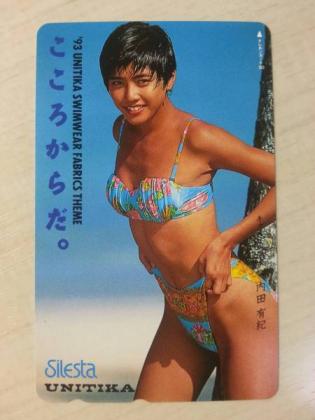 こころからだ。
'93 UNITIKA SWIMWEAR FABRICS THEME
内田有紀
Silesta
UNITIKA